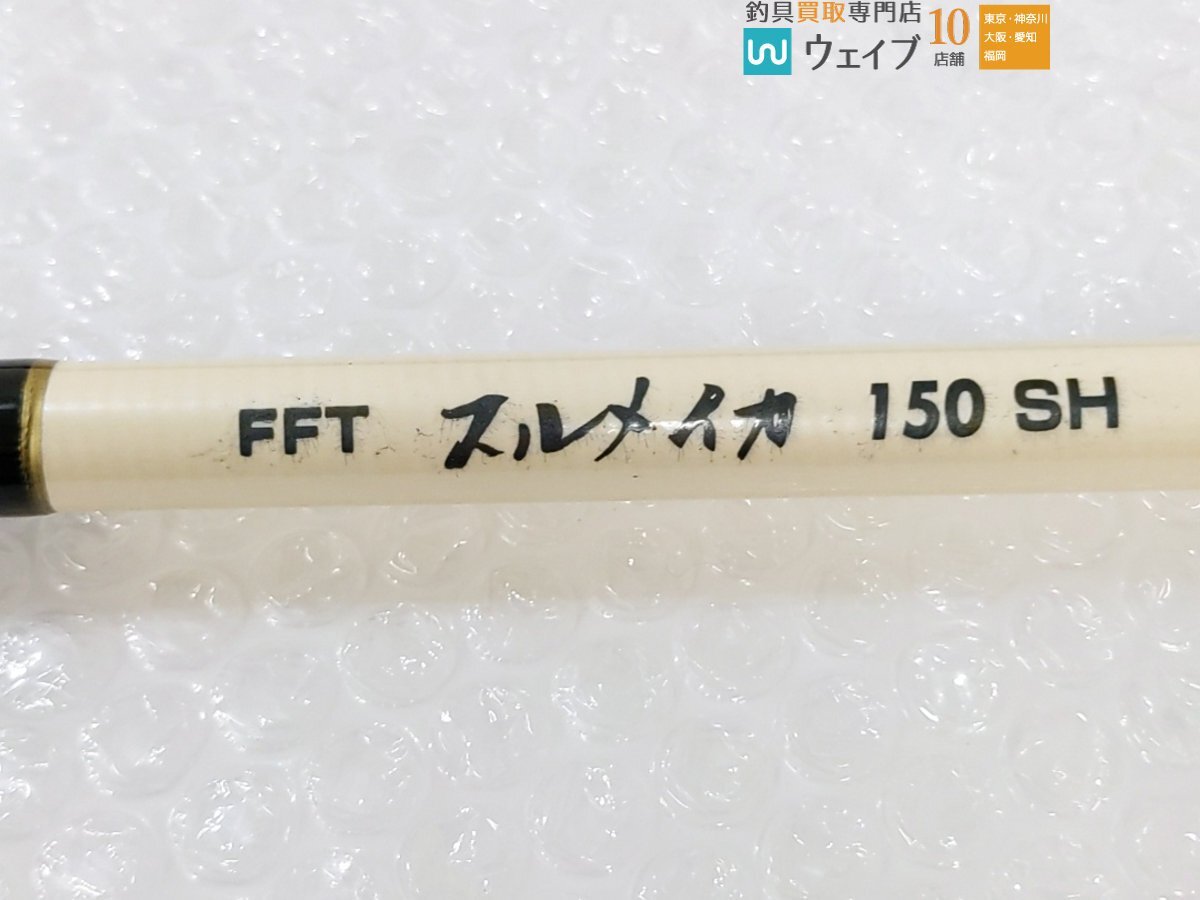 釣具買取専門店
ウェイブ
10
店舗
東京・神奈川
大阪・愛知
福岡
FFT スルメイカ 150 SH